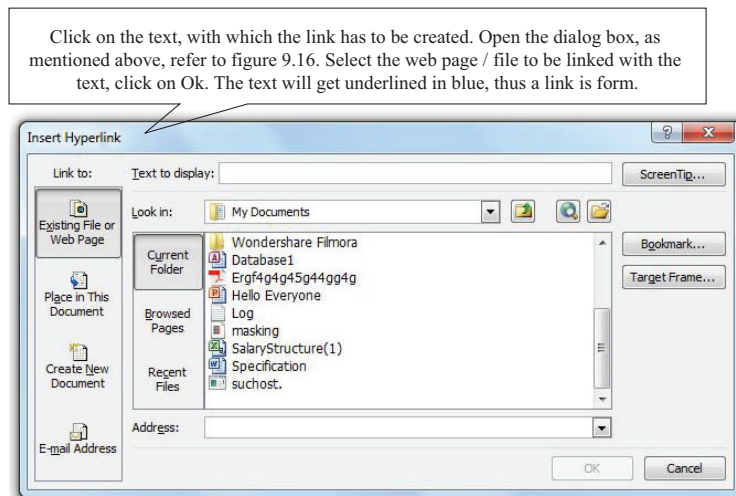 Click on the text, with which the link has to be created. Open the dialog box, as
mentioned above, refer to figure 9.16. Select the web page / file to be linked with the
text, click on Ok. The text will get underlined in blue, thus a link is form.
Insert Hyperlink
Link to:
Text to display:
ScreenTip...
Existing File or
Web Page
Place in This
Document
Create New
Document
E-mail Address
Look in:
My Documents
Current
Folder
Browsed
Pages
Recent
Files
Wondershare Filmora
Database1
Ergf4g4g45g44gg4g
Hello Everyone
Log
masking
SalaryStructure(1)
Specification
suchost.
Bookmark...
Target Frame...
Address:
OK
Cancel